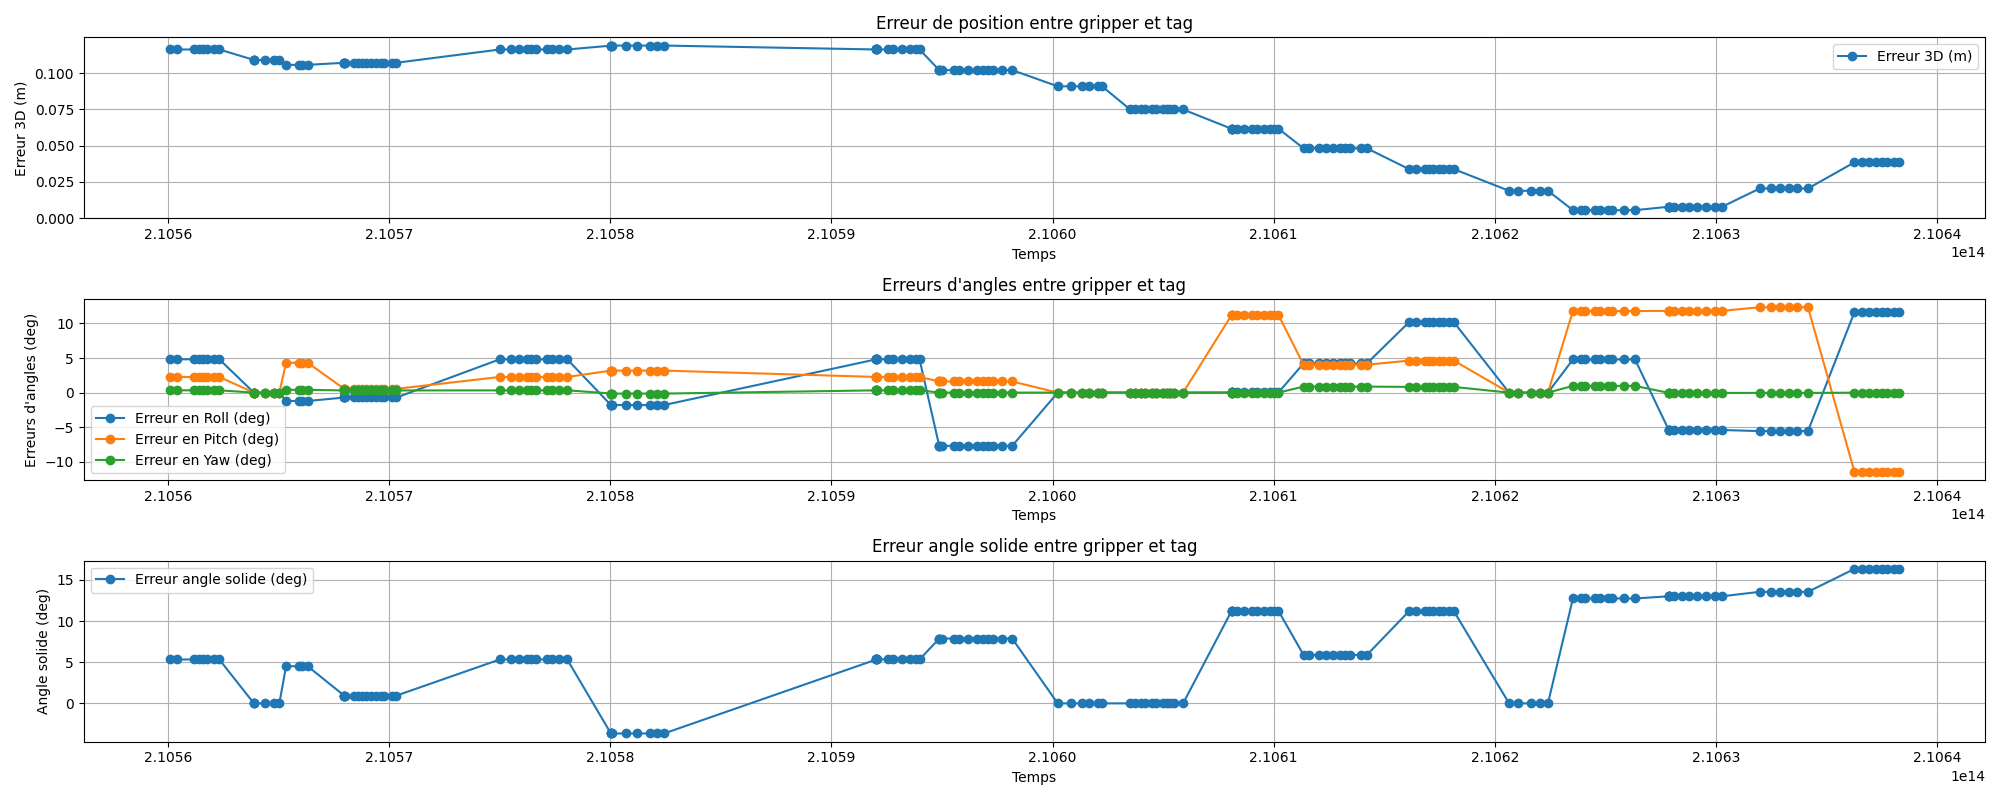 Erreur de position entre gripper et tag
Erreur 3D (m)
0.100
0.075
0.050
0.025
0.000
Erreur 3D (m)
2.1056 2.1057 2.1058 2.1059 2.1060 2.1061 2.1062 2.1063 2.1064
Temps
1e14
Erreurs d'angles entre gripper et tag
Erreurs d'angles (deg)
10
5
0
−5
−10
Erreur en Roll (deg)
Erreur en Pitch (deg)
Erreur en Yaw (deg)
2.1056 2.1057 2.1058 2.1059 2.1060 2.1061 2.1062 2.1063 2.1064
Temps
1e14
Erreur angle solide entre gripper et tag
Angle solide (deg)
15
10
5
0
Erreur angle solide (deg)
2.1056 2.1057 2.1058 2.1059 2.1060 2.1061 2.1062 2.1063 2.1064
Temps
1e14